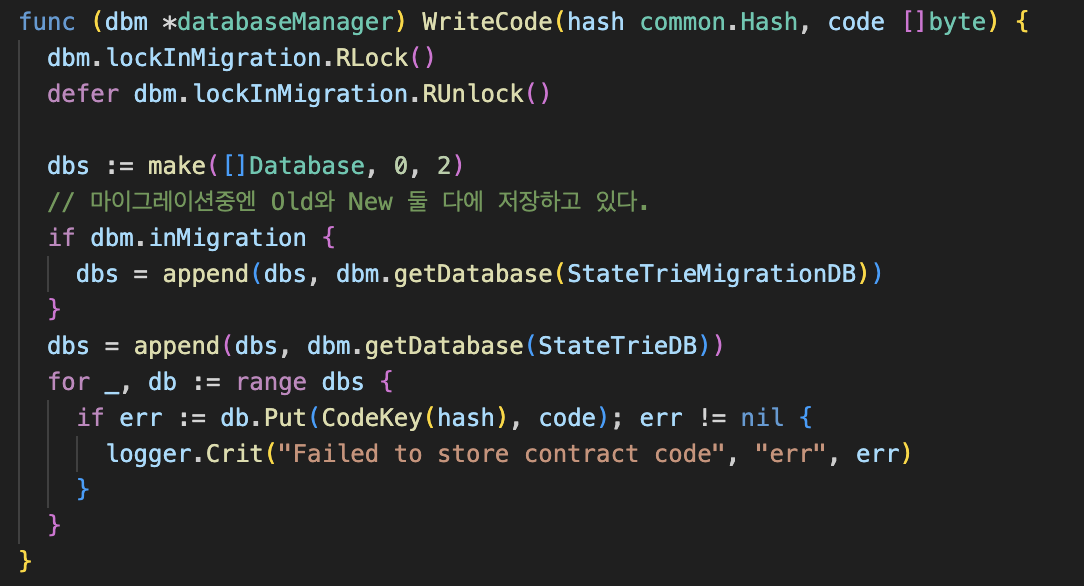 func (dbm *databaseManager) WriteCode(hash common.Hash, code []byte) {
dbm.lockInMigration.RLock()
defer dbm.lockInMigration.RUnlock()
dbs := make([]Database, 0, 2)
// 마이그레이션중엔 Old와 New 둘 다에 저장하고 있다.
if dbm.inMigration {
dbs = append(dbs, dbm.getDatabase(StateTrieMigrationDB))
}
dbs = append(dbs, dbm.getDatabase(StateTrieDB))
for _, db := range dbs {
if err := db.Put(CodeKey(hash), code); err != nil {
logger.Crit("Failed to store contract code", "err", err)
}
}
}